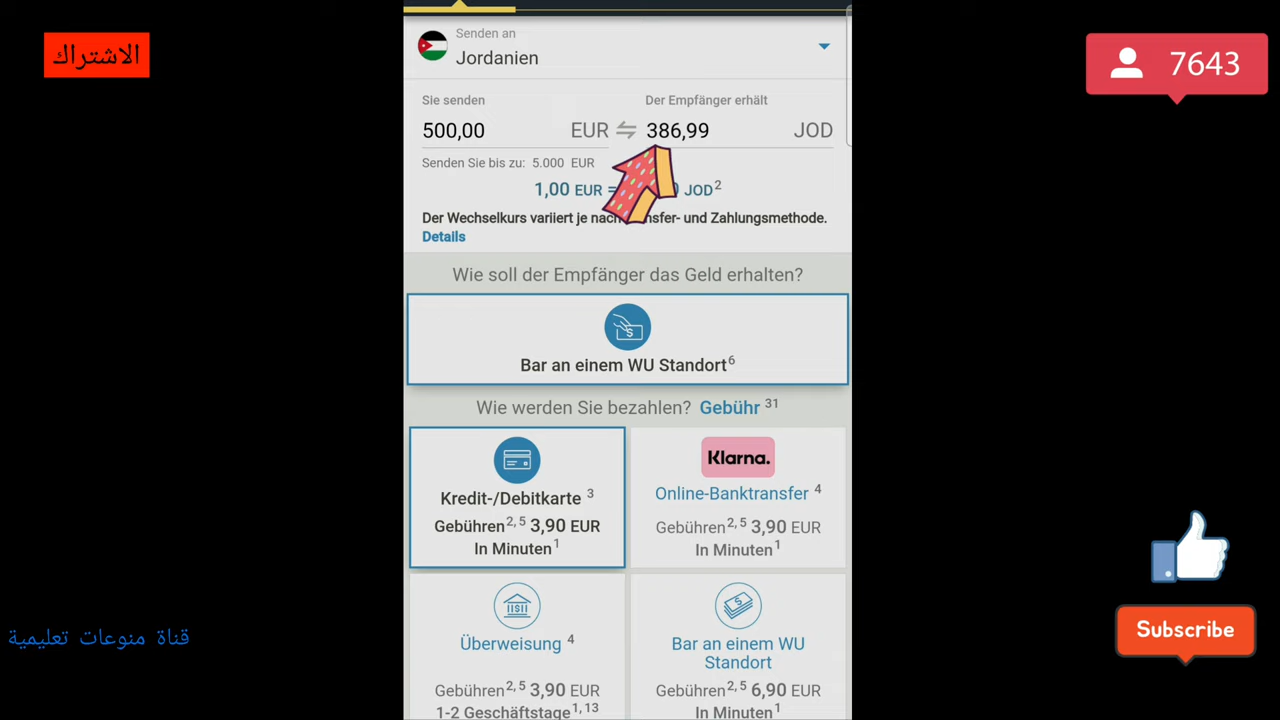 الاشتراك
7643
Senden an
Jordanien
Sie senden
Der Empfänger erhält
500,00 EUR
386,99 JOD
Senden Sie bis zu: 5.000 EUR
1,00 EUR = JOD²
Der Wechselkurs variiert je nach und Zahlungsmethode.
Details
Wie soll der Empfänger das Geld erhalten?
Bar an einem WU Standort⁶
Wie werden Sie bezahlen? Gebühr ³¹
Kredit-/Debitkarte ³
Gebühren²,⁵ 3,90 EUR
In Minuten¹
Klarna.
Online-Banktransfer ⁴
Gebühren²,⁵ 3,90 EUR
In Minuten¹
Überweisung ⁴
Gebühren²,⁵ 3,90 EUR
1-2 Geschäftstage¹,¹³
Bar an einem WU
Standort
Gebühren²,⁵ 6,90 EUR
In Minuten¹
قناة منوعات تعليمية
Subscribe